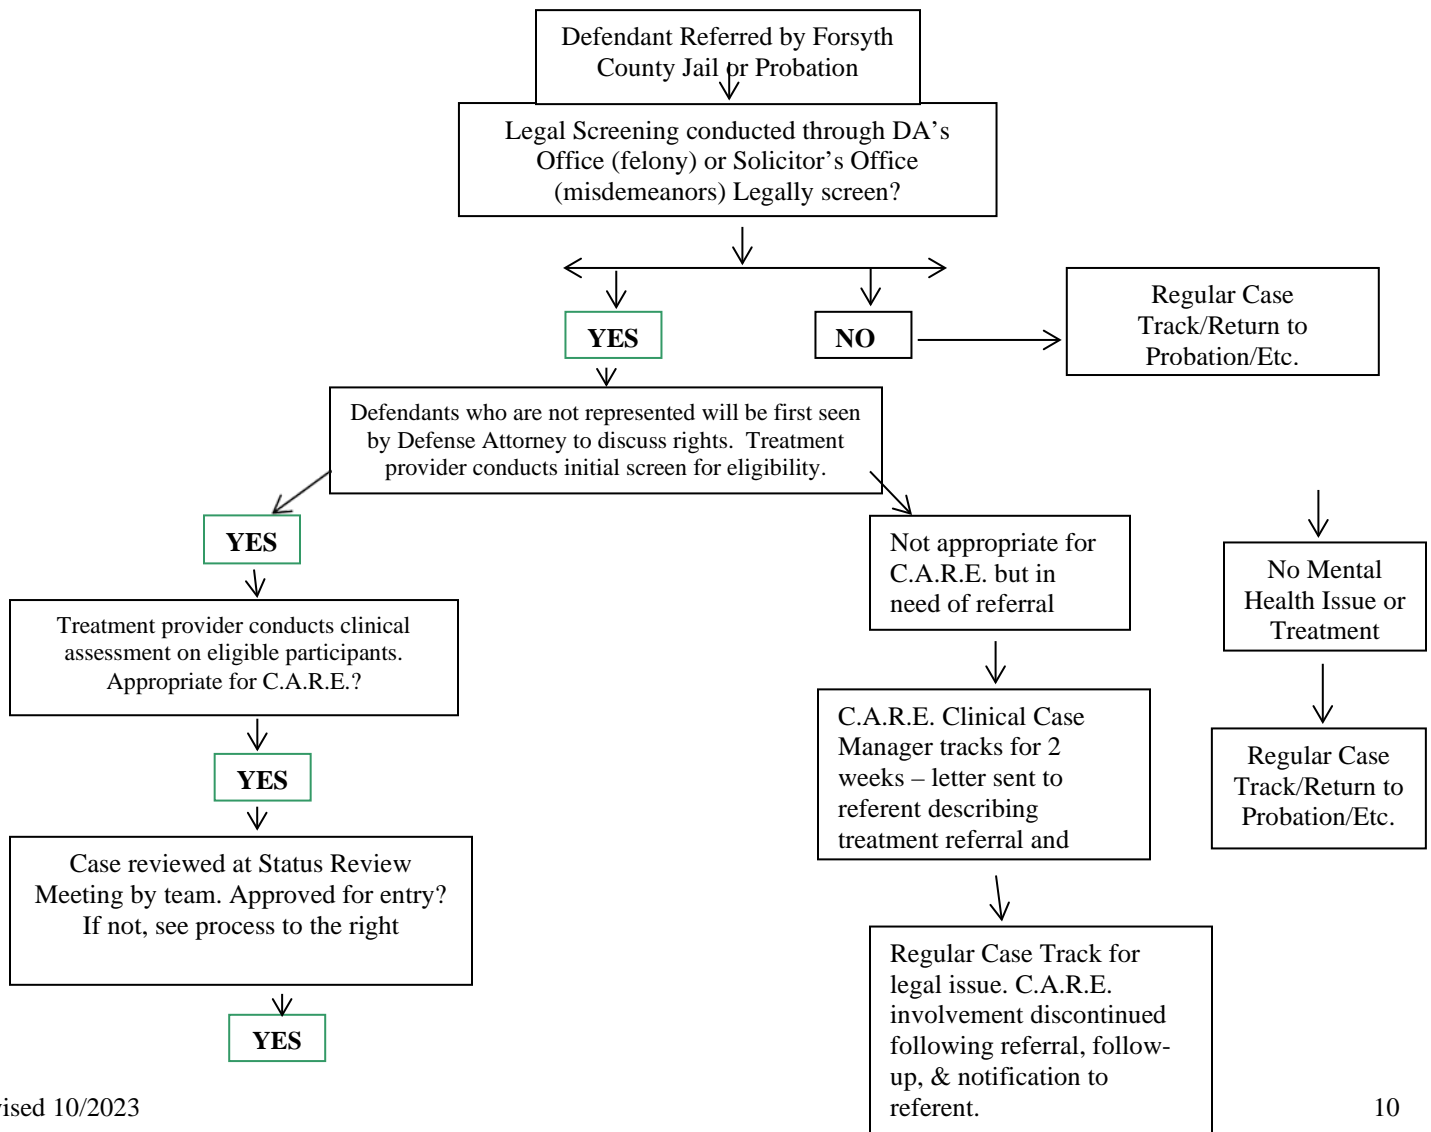 Defendant Referred by Forsyth
County Jail or Probation
Legal Screening conducted through DA’s
Office (felony) or Solicitor’s Office
(misdemeanors) Legally screen?
YES
NO
Regular Case
Track/Return to
Probation/Etc.
Defendants who are not represented will be first seen
by Defense Attorney to discuss rights.  Treatment
provider conducts initial screen for eligibility.
YES
Treatment provider conducts clinical
assessment on eligible participants.
Appropriate for C.A.R.E.?
YES
Case reviewed at Status Review
Meeting by team. Approved for entry?
If not, see process to the right
YES
Not appropriate for
C.A.R.E. but in
need of referral
C.A.R.E. Clinical Case
Manager tracks for 2
weeks – letter sent to
referent describing
treatment referral and
Regular Case Track for
legal issue. C.A.R.E.
involvement discontinued
following referral, follow-
up, & notification to
referent.
No Mental
Health Issue or
Treatment
Regular Case
Track/Return to
Probation/Etc.
ised 10/2023
10